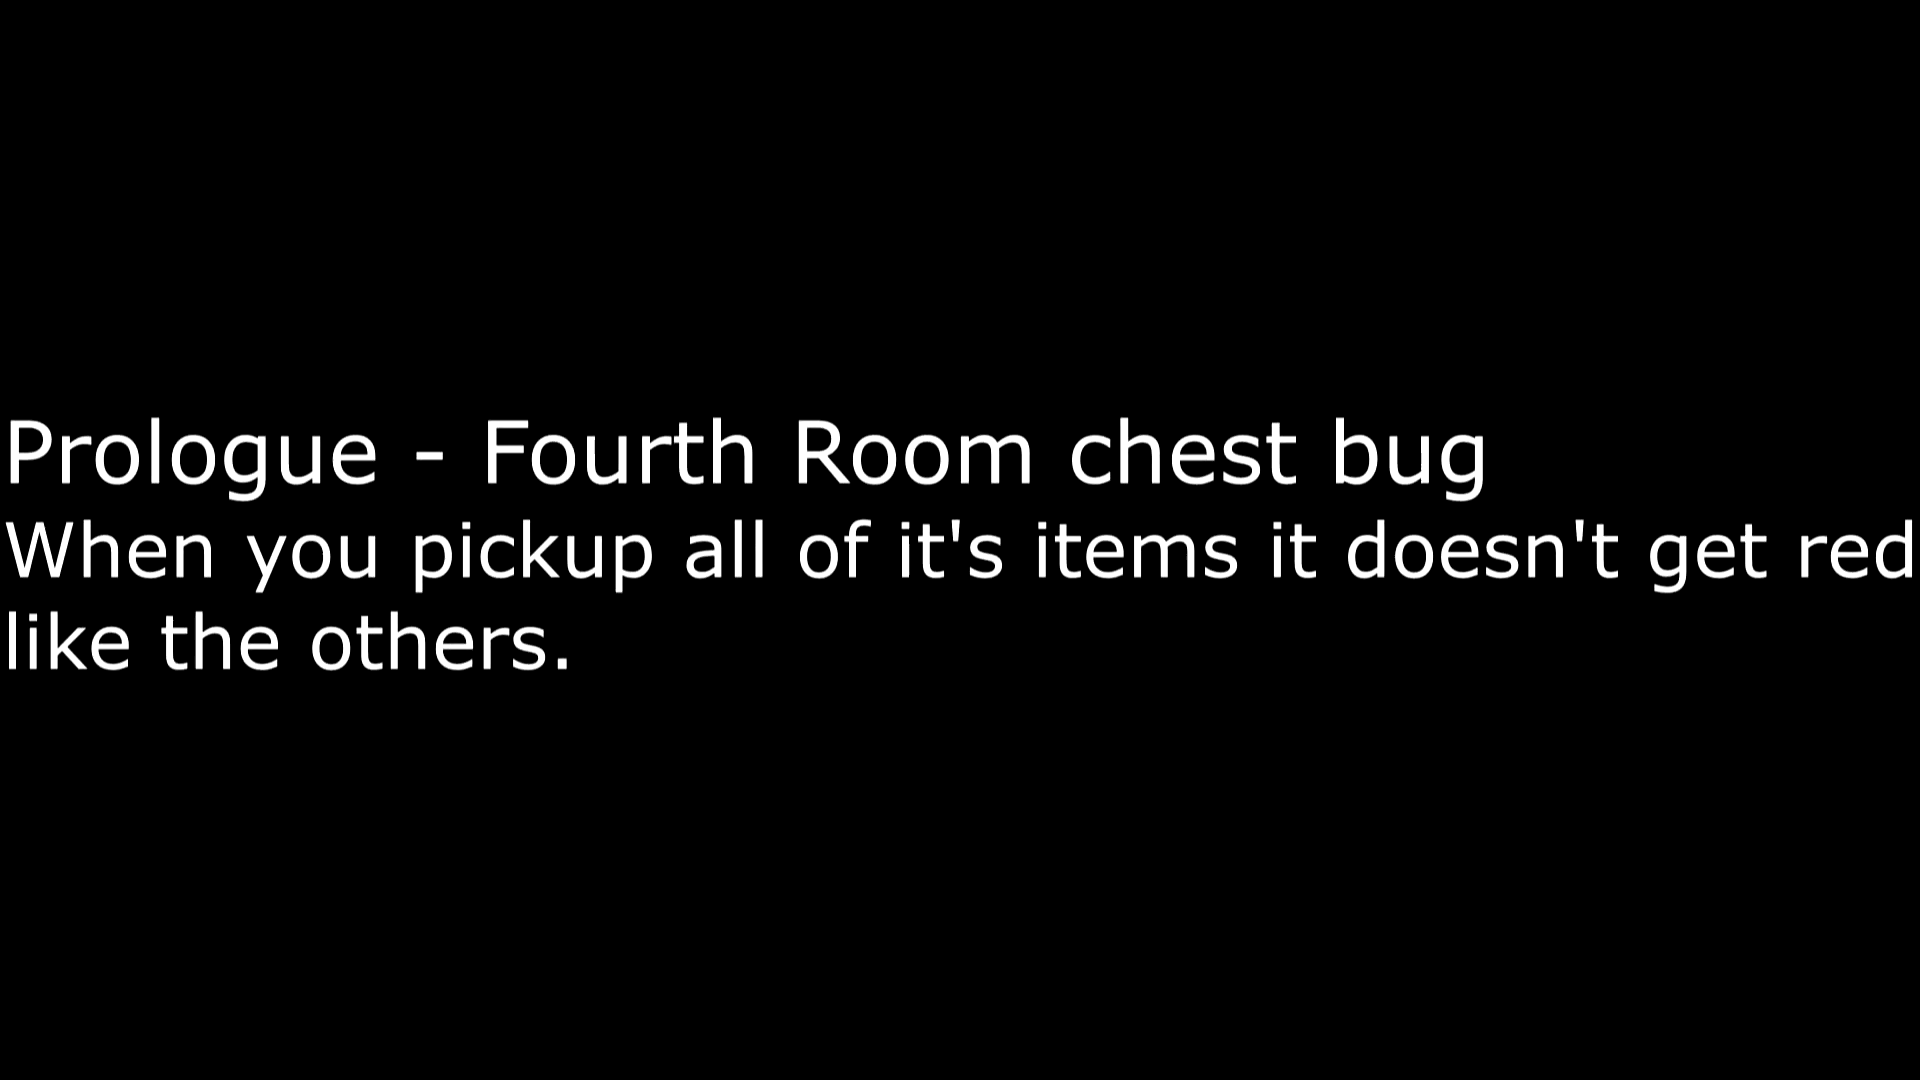 Prologue - Fourth Room chest bug
When you pickup all of it's items it doesn't get red
like the others.